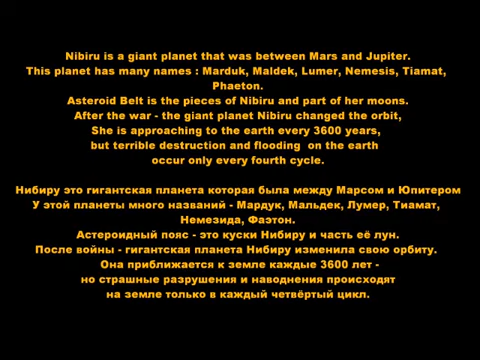 Nibiru is a giant planet that was between Mars and Jupiter.
This planet has many names : Marduk, Maldek, Lumer, Nemesis, Tiamat,
Phaeton.
Asteroid Belt is the pieces of Nibiru and part of her moons.
After the war - the giant planet Nibiru changed the orbit,
She is approaching to the earth every 3600 years,
but terrible destruction and flooding on the earth
occur only every fourth cycle.
Нибиру это гигантская планета которая была между Марсом и Юпитером
У этой планеты много названий - Мардук, Мальдек, Лумер, Тиамат,
Немезида, Фаэтон.
Астероидный пояс - это куски Нибиру и часть её лун.
После войны - гигантская планета Нибиру изменила свою орбиту.
Она приближается к земле каждые 3600 лет -
но страшные разрушения и наводнения происходят
на земле только в каждый четвёртый цикл.